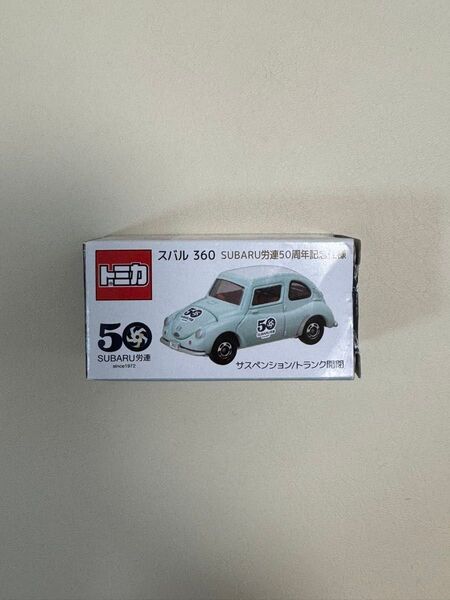 スバル 360 SUBARU労連50周年記念仕様
トミカ
50
SUBARU労連
since1972
50
サスペンション/トランク開閉